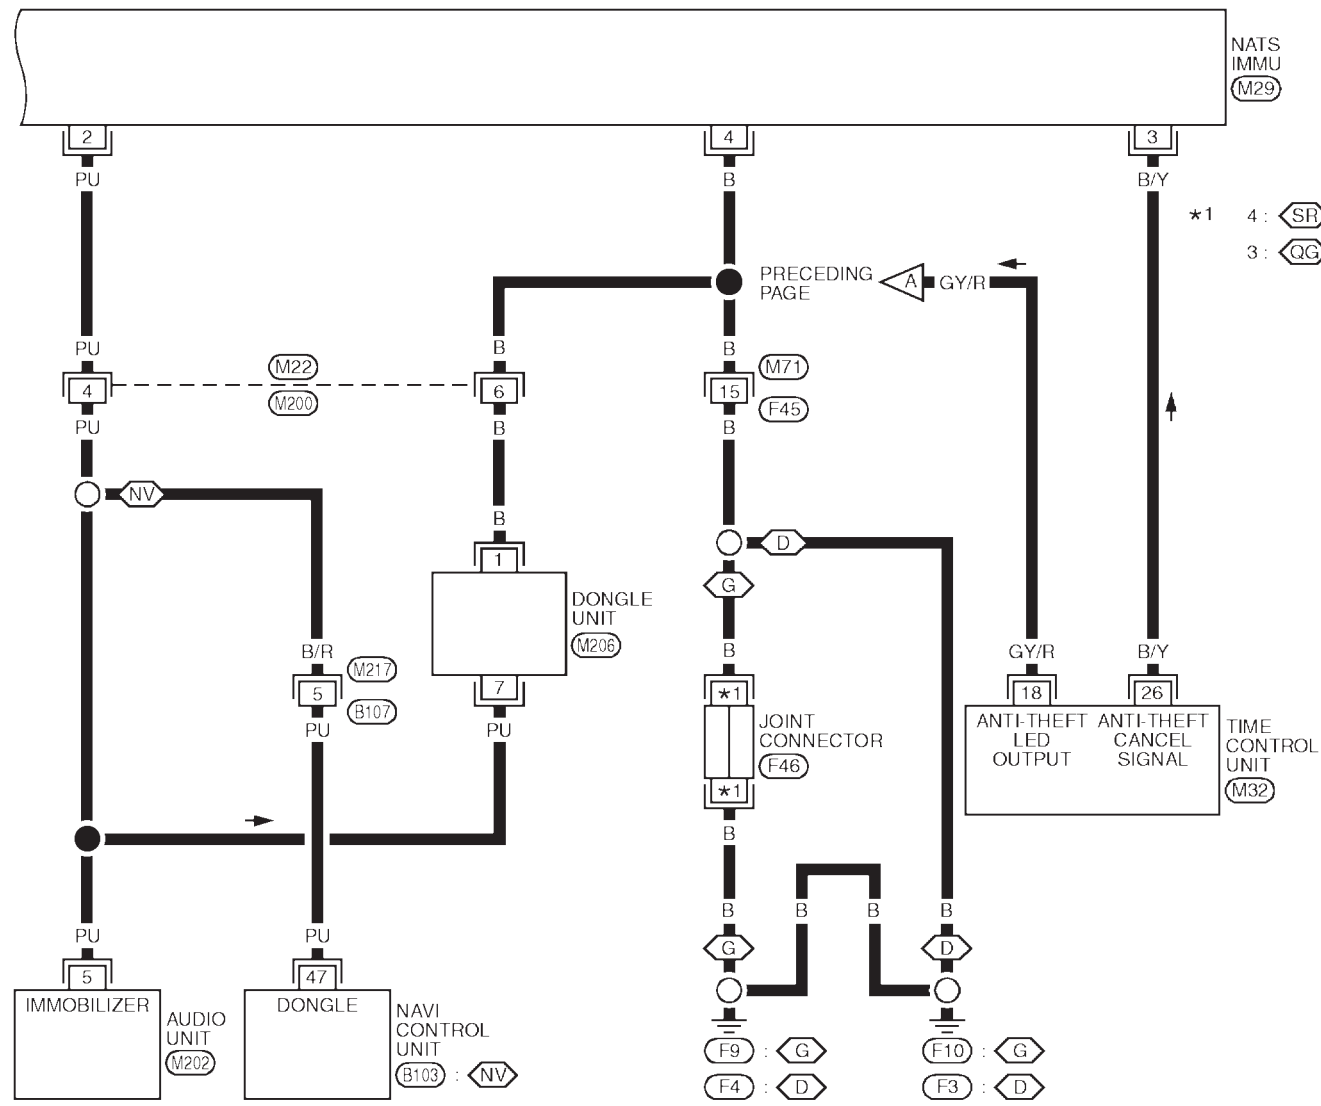 NATS
IMMU
M29
2
4
3
PU
B
B/Y
*1 4 : SR
3 : QG
PRECEDING
PAGE
A
GY/R
PU
B
B
M22
M71
4
6
15
M200
F45
PU
B
B
NV
B
D
1
G
DONGLE
UNIT
M206
B/R
M217
B
GY/R
B/Y
5
7
*1
18
26
B107
PU
PU
JOINT
CONNECTOR
F46
*1
ANTI-THEFT
LED
OUTPUT
ANTI-THEFT
CANCEL
SIGNAL
TIME
CONTROL
UNIT
M32
B
PU
PU
B
B
B
B
G
D
5
47
IMMOBILIZER
DONGLE
AUDIO
UNIT
M202
NAVI
CONTROL
UNIT
B103 : NV
F9 : G
F10 : G
F4 : D
F3 : D